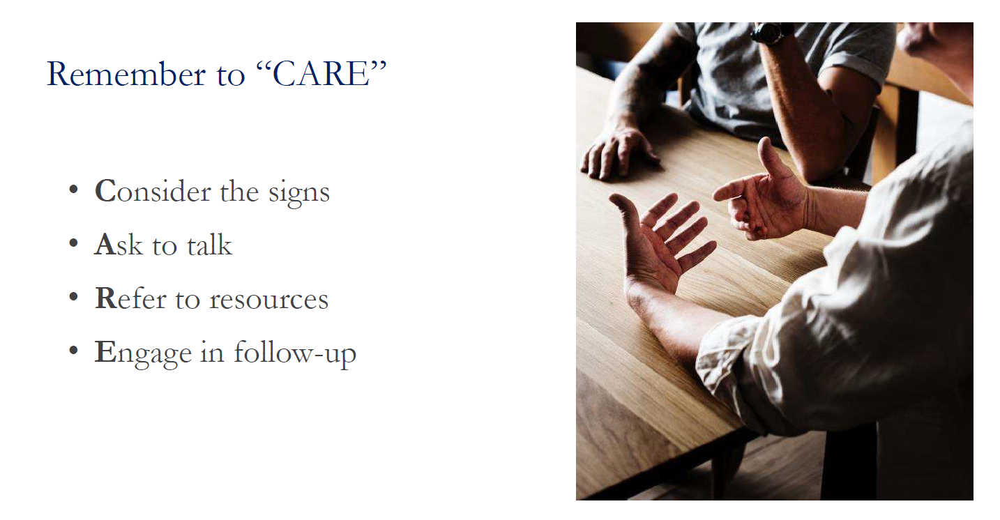 Remember to “CARE”
• Consider the signs
• Ask to talk
• Refer to resources
• Engage in follow-up